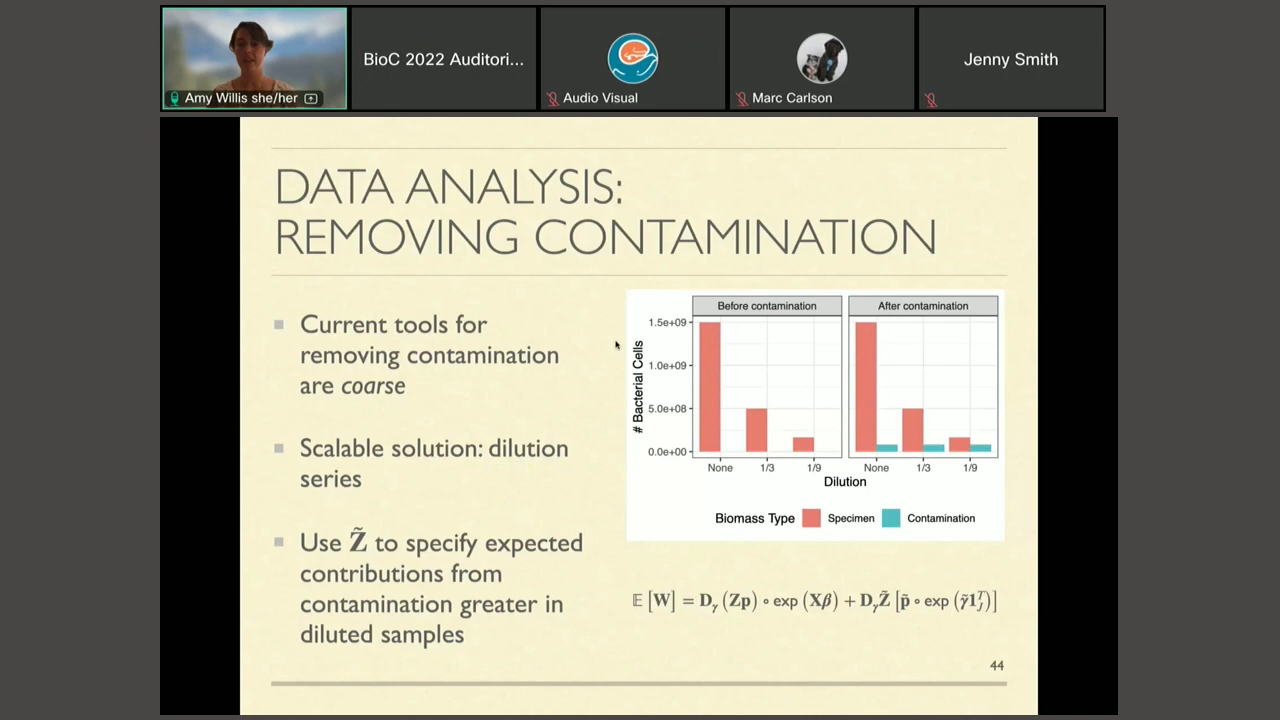 Amy Willis she/her
BioC 2022 Auditori...
Audio Visual
Marc Carlson
Jenny Smith
DATA ANALYSIS:
REMOVING CONTAMINATION
Current tools for
removing contamination
are coarse
Scalable solution: dilution
series
Use Z̃ to specify expected
contributions from
contamination greater in
diluted samples
Before contamination
After contamination
# Bacterial Cells
1.5e+09
1.0e+09
5.0e+08
0.0e+00
None 1/3 1/9
None 1/3 1/9
Dilution
Biomass Type Specimen Contamination
𝔼 [W] = D_γ (Zp) ∘ exp (Xβ) + D_γ Z̃ [p̃ ∘ exp (γ̃1_J^T)]
44